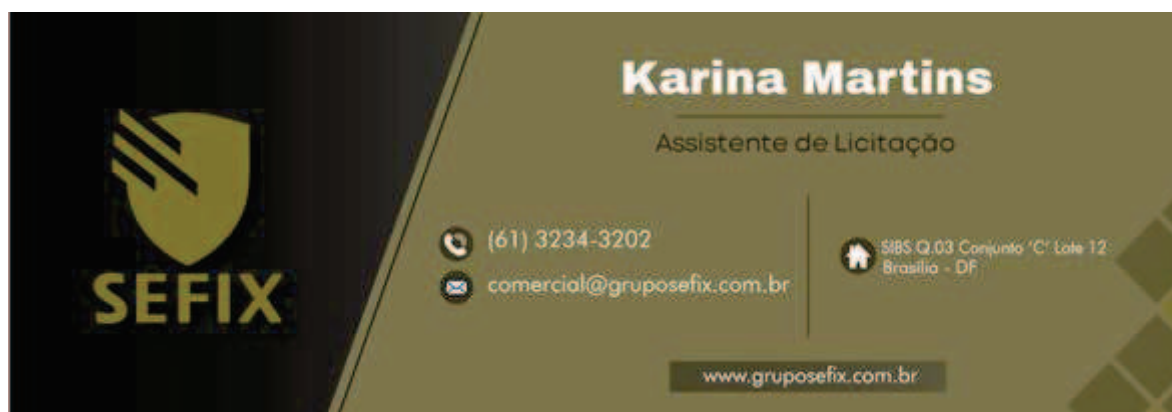 SEFIX
Karina Martins
Assistente de Licitação
(61) 3234-3202
comercial@gruposefix.com.br
SIBS Q.03 Conjunto 'C' Lote 12
Brasília - DF
www.gruposefix.com.br